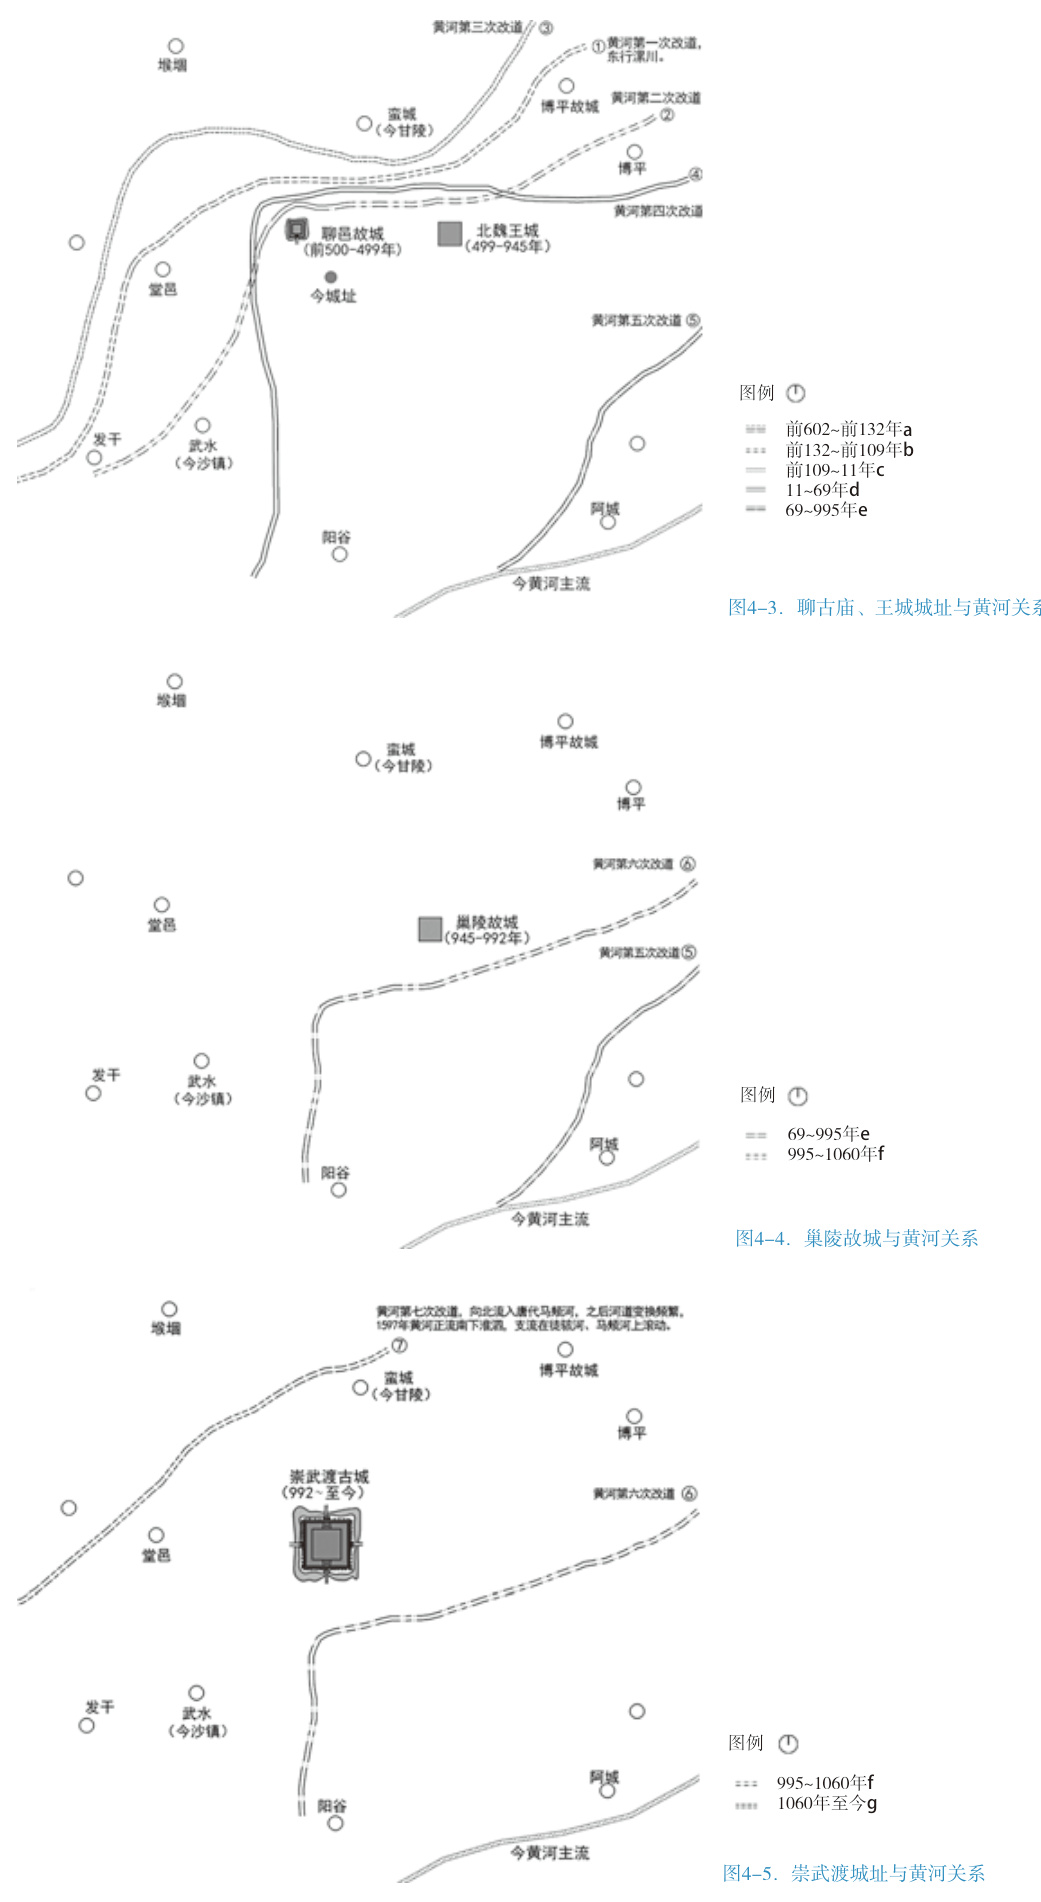 黄河第三次改道 ③
①黄河第一次改道，
东行漯川。
堠堌
博平故城
黄河第二次改道
②
蛮城
（今甘陵）
博平
④
黄河第四次改道
聊邑故城
（前500-499年）
北魏王城
（499-945年）
堂邑
今城址
黄河第五次改道 ⑤
图例
前602~前132年a
前132~前109年b
前109~11年c
11~69年d
69~995年e
发干
武水
（今沙镇）
阿城
阳谷
今黄河主流
图4-3. 聊古庙、王城城址与黄河关系
堠堌
博平故城
蛮城
（今甘陵）
博平
黄河第六次改道 ⑥
堂邑
巢陵故城
（945-992年）
黄河第五次改道⑤
发干
武水
（今沙镇）
图例
69~995年e
995~1060年f
阿城
阳谷
今黄河主流
图4-4. 巢陵故城与黄河关系
黄河第七次改道，向北流入唐代马颊河，之后河道变换频繁，
1597年黄河正流南下淮泗，支流在徒骇河、马颊河上滚动。
堠堌
⑦
博平故城
蛮城
（今甘陵）
博平
崇武渡古城
（992~至今）
黄河第六次改道 ⑥
堂邑
发干
武水
（今沙镇）
图例
995~1060年f
1060年至今g
阿城
阳谷
今黄河主流
图4-5. 崇武渡城址与黄河关系